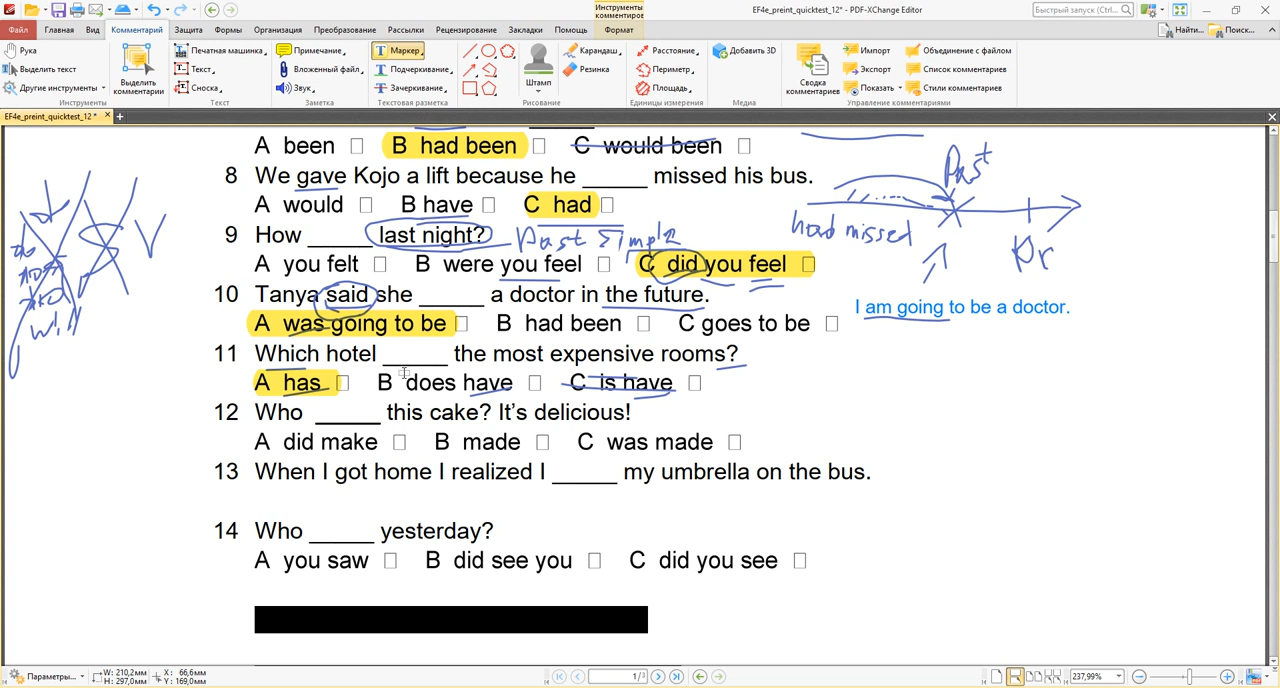 Инструменты комментирова
EF4e_preint_quicktest_12* - PDF-XChange Editor
Быстрый запуск (Ctrl...
Файл Главная Вид Комментарий Защита Формы Организация Преобразование Рассылки Рецензирование Закладки Помощь Формат Найти... Поиск...
Рука
Выделить текст
Другие инструменты
Инструменты
Выделить комментарии
Печатная машинка
Текст
Сноска
Текст
Примечание
Вложенный файл
Звук
Заметка
Маркер
Подчеркивание
Зачеркивание
Текстовая разметка
Штамп
Карандаш
Резинка
Рисование
Расстояние
Периметр
Площадь
Единицы измерения
Добавить 3D
Медиа
Сводка комментариев
Импорт
Экспорт
Показать
Объединение с файлом
Список комментариев
Стили комментариев
Управление комментариями
EF4e_preint_quicktest_12 *
A been B had been C would been
8 We gave Kojo a lift because he _____ missed his bus.
A would B have C had
9 How _____ last night? Past Simple
A you felt B were you feel C did you feel
10 Tanya said she _____ a doctor in the future.
A was going to be B had been C goes to be
11 Which hotel _____ the most expensive rooms?
A has B does have C is have
12 Who _____ this cake? It's delicious!
A did make B made C was made
13 When I got home I realized I _____ my umbrella on the bus.
14 Who _____ yesterday?
A you saw B did see you C did you see
Past
had missed
Pr
I am going to be a doctor.
S V
will
Параметры...
W: 210,2мм
H: 297,0мм
X: 66,6мм
Y: 169,0мм
237,99%